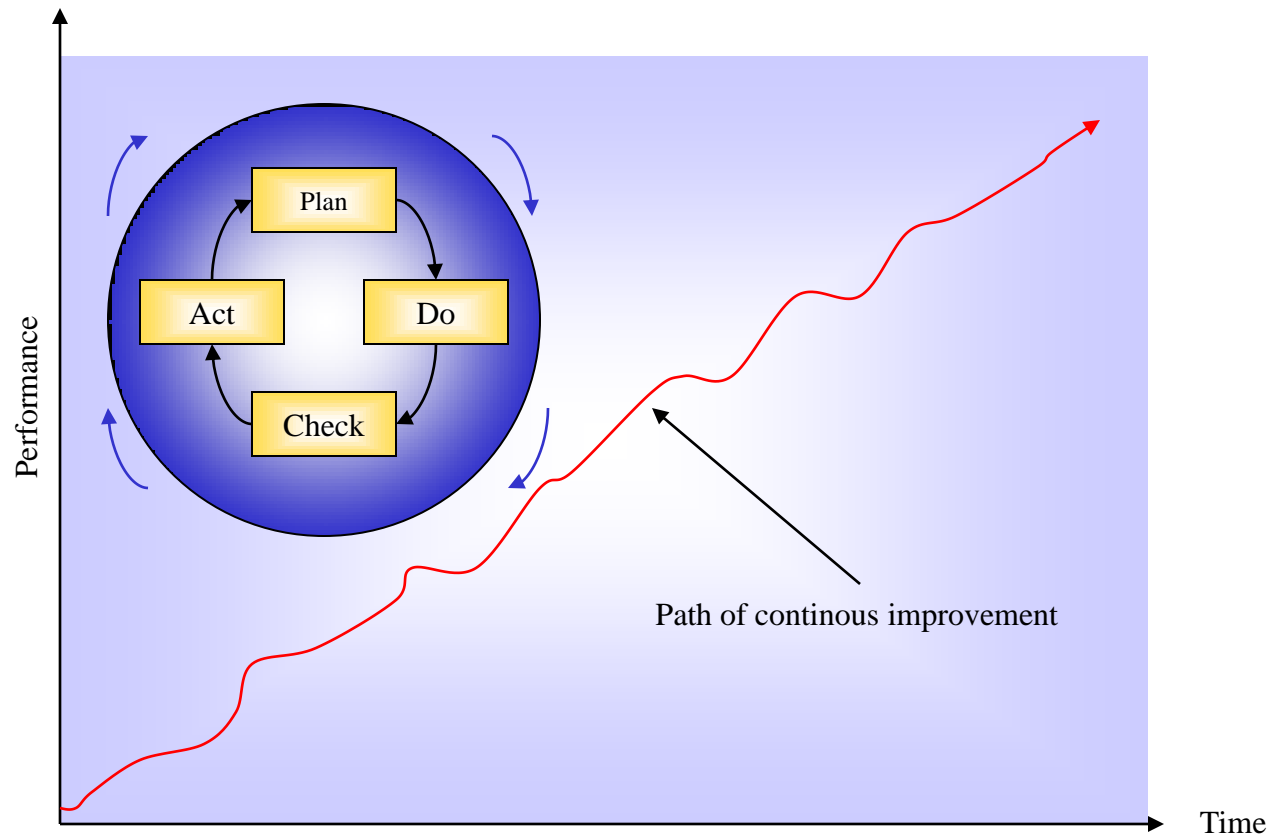 Plan
Act
Do
Check
Performance
Path of continous improvement
Time